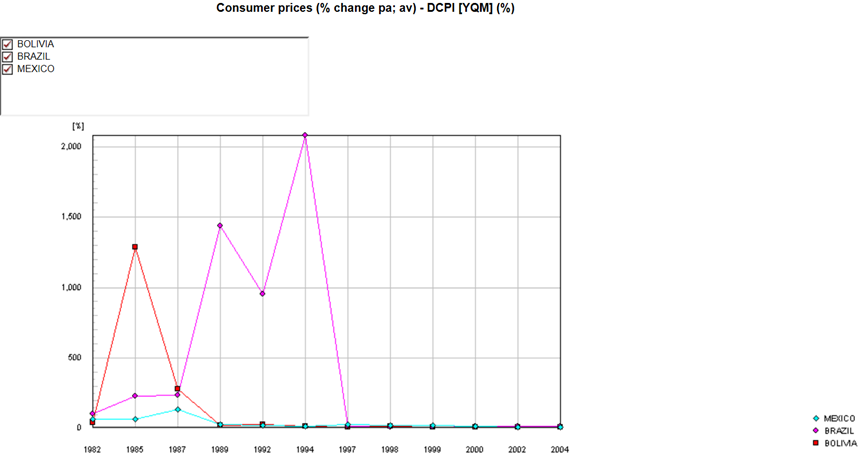 Consumer prices (% change pa; av) - DCPI [YQM] (%)
BOLIVIA
BRAZIL
MEXICO
[%]
2,000
1,500
1,000
500
0
1982 1985 1987 1989 1992 1994 1997 1998 1999 2000 2002 2004
MEXICO
BRAZIL
BOLIVIA